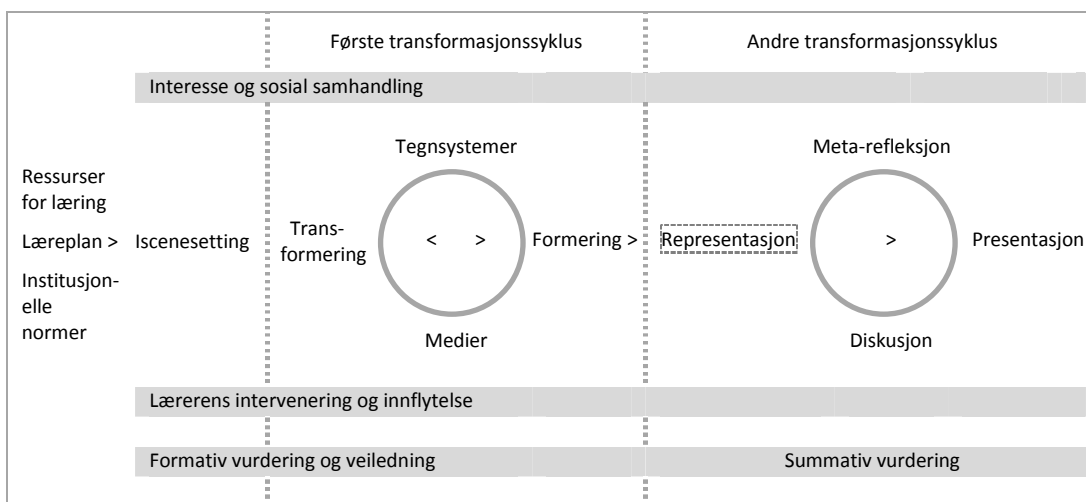 Første transformasjonssyklus
Andre transformasjonssyklus
Interesse og sosial samhandling
Ressurser
for læring
Læreplan >
Institusjon-
elle
normer
Iscenesetting
Trans-
formering
Tegnsystemer
< >
Medier
Formering >
Representasjon
Meta-refleksjon
>
Diskusjon
Presentasjon
Lærerens intervenering og innflytelse
Formativ vurdering og veiledning
Summativ vurdering